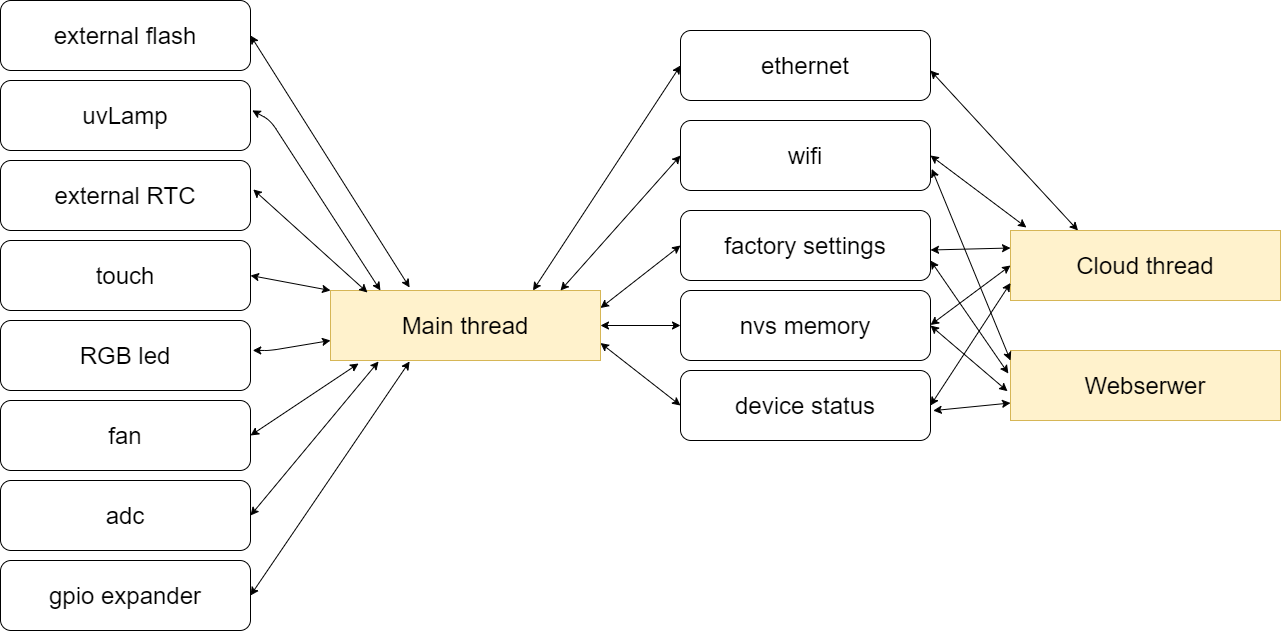 external flash
uvLamp
external RTC
touch
RGB led
fan
adc
gpio expander
Main thread
ethernet
wifi
factory settings
nvs memory
device status
Cloud thread
Webserwer